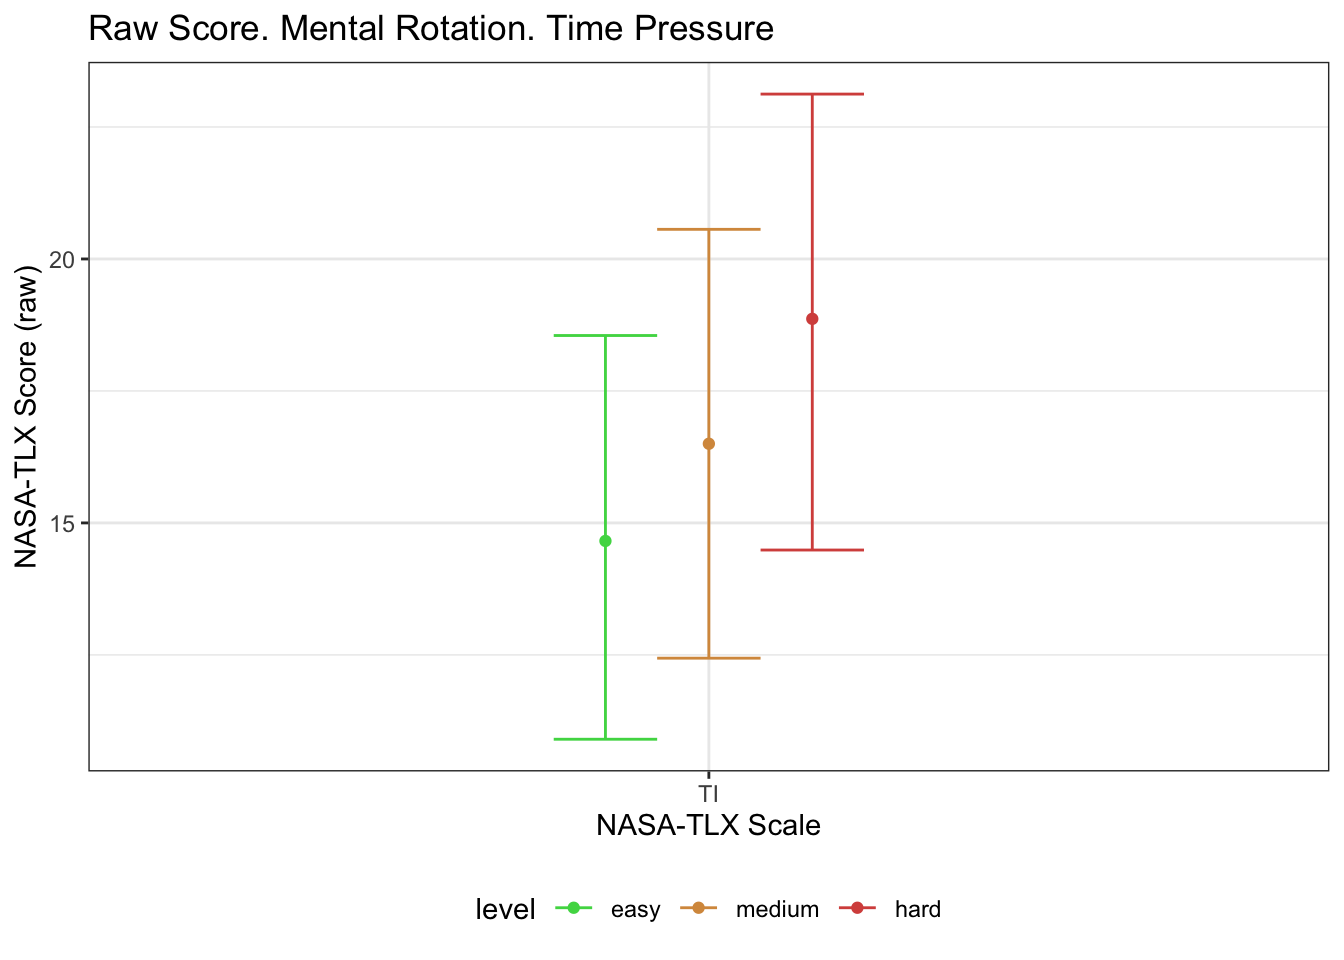 Raw Score. Mental Rotation. Time Pressure
NASA-TLX Score (raw)
20
15
TI
NASA-TLX Scale
level easy medium hard